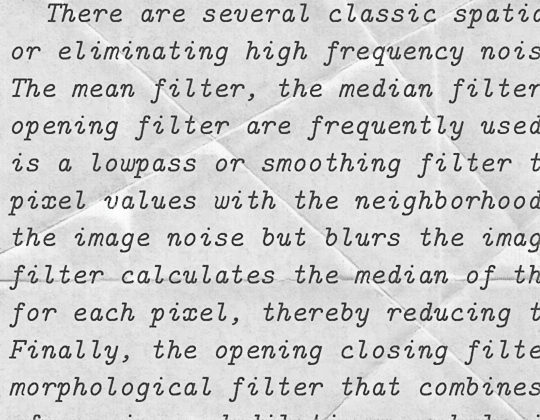 There are several classic spatia
or eliminating high frequency nois
The mean filter, the median filter
opening filter are frequently used
is a lowpass or smoothing filter t
pixel values with the neighborhood
the image noise but blurs the imag
filter calculates the median of th
for each pixel, thereby reducing t
Finally, the opening closing filte
morphological filter that combines